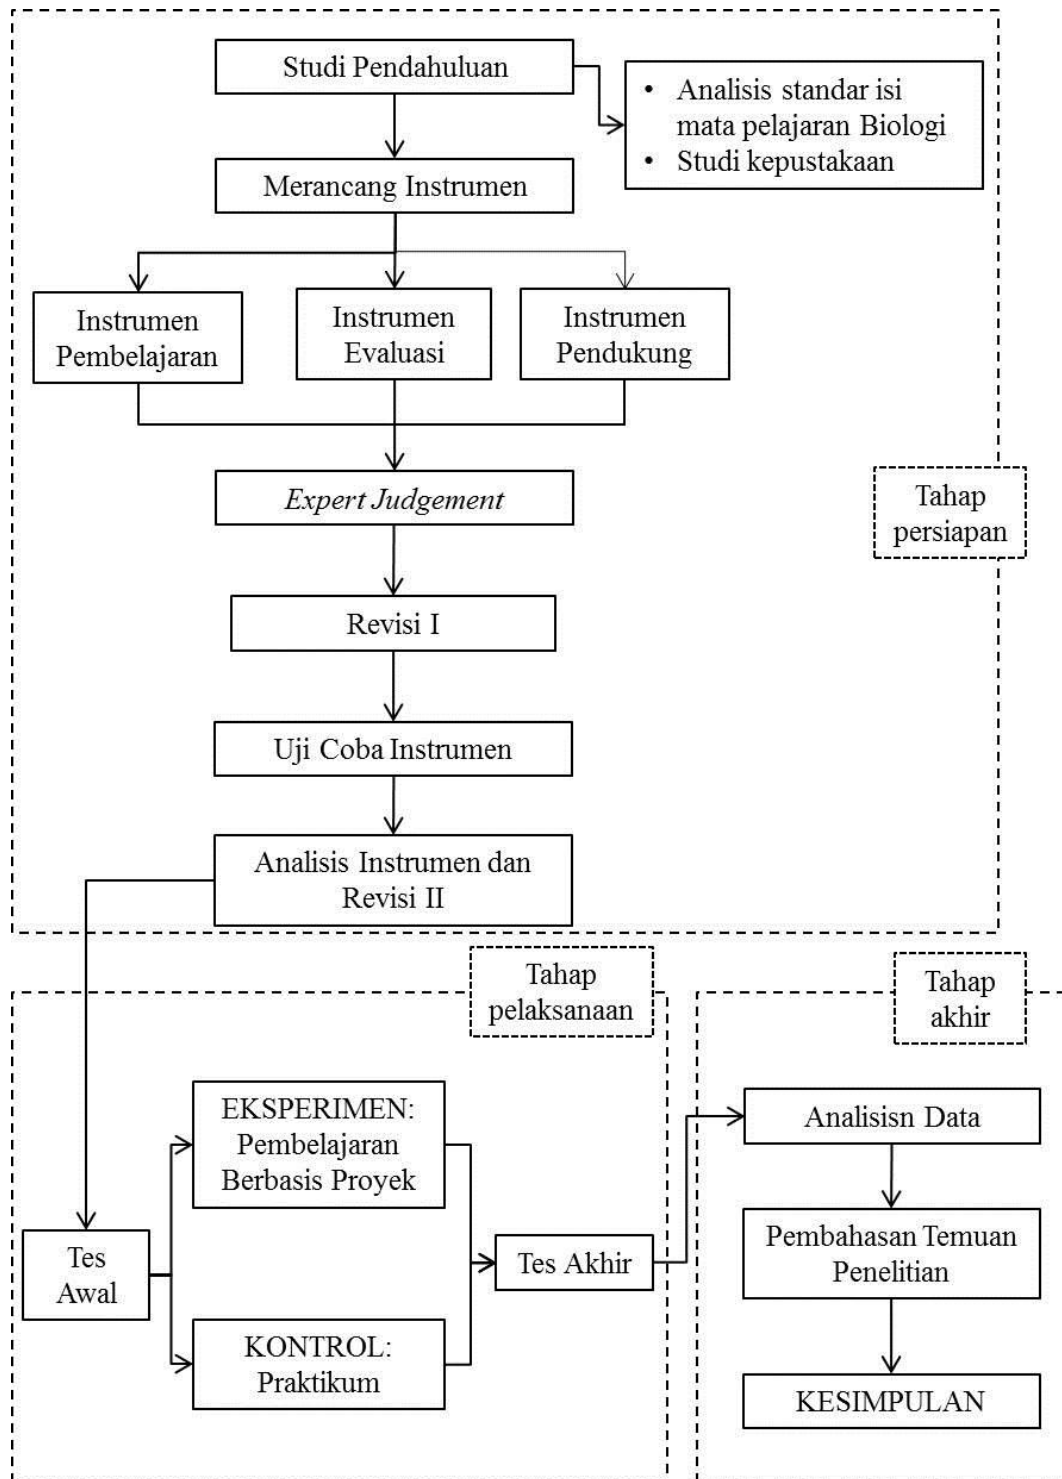 Studi Pendahuluan
• Analisis standar isi
mata pelajaran Biologi
• Studi kepustakaan
Merancang Instrumen
Instrumen
Pembelajaran
Instrumen
Evaluasi
Instrumen
Pendukung
Expert Judgement
Tahap
persiapan
Revisi I
Uji Coba Instrumen
Analisis Instrumen dan
Revisi II
Tahap
pelaksanaan
Tahap
akhir
EKSPERIMEN:
Pembelajaran
Berbasis Proyek
Tes
Awal
KONTROL:
Praktikum
Tes Akhir
Analisisn Data
Pembahasan Temuan
Penelitian
KESIMPULAN